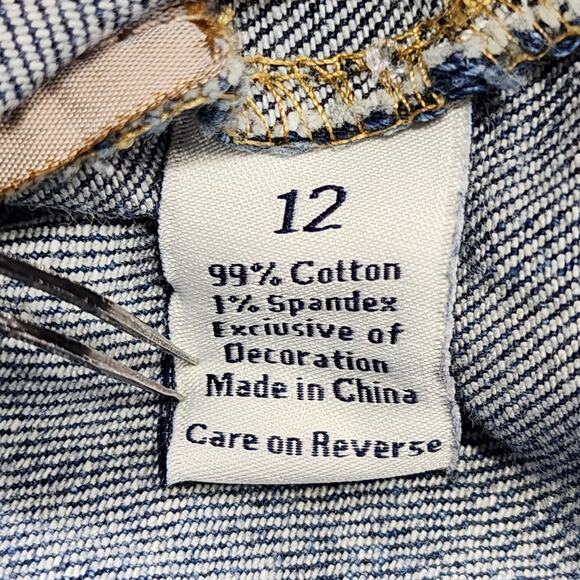 12
99% Cotton
1% Spandex
Exclusive of
Decoration
Made in China
Care on Reverse